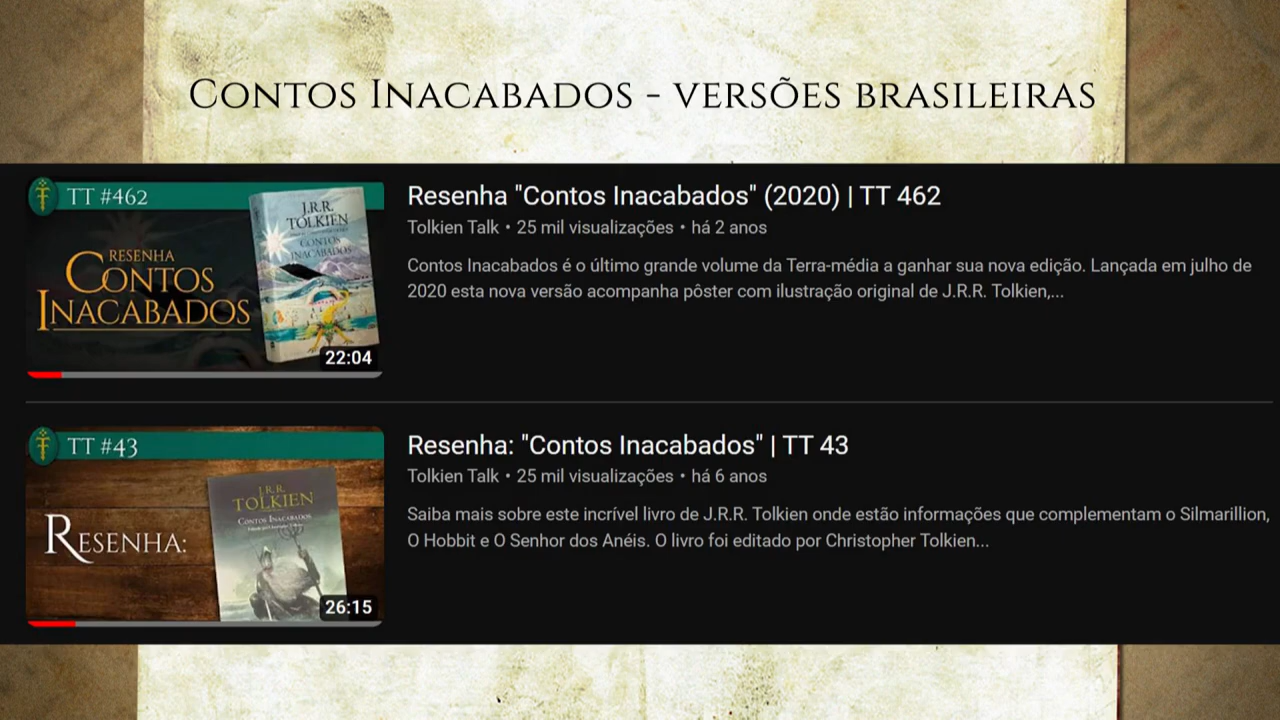 Contos Inacabados - versões brasileiras
TT #462
RESENHA
CONTOS
INACABADOS
J.R.R.
TOLKIEN
CONTOS
INACABADOS
22:04
Resenha "Contos Inacabados" (2020) | TT 462
Tolkien Talk • 25 mil visualizações • há 2 anos
Contos Inacabados é o último grande volume da Terra-média a ganhar sua nova edição. Lançada em julho de
2020 esta nova versão acompanha pôster com ilustração original de J.R.R. Tolkien,...
TT #43
RESENHA:
J.R.R.
TOLKIEN
Contos Inacabados
26:15
Resenha: "Contos Inacabados" | TT 43
Tolkien Talk • 25 mil visualizações • há 6 anos
Saiba mais sobre este incrível livro de J.R.R. Tolkien onde estão informações que complementam o Silmarillion,
O Hobbit e O Senhor dos Anéis. O livro foi editado por Christopher Tolkien...